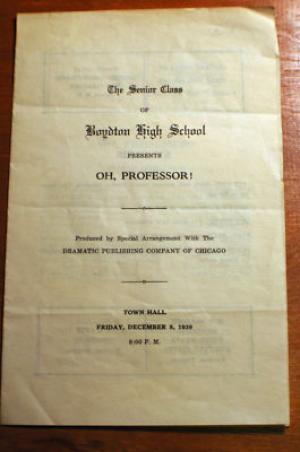 The Senior Class
OF
Boydton High School
PRESENTS
OH, PROFESSOR!
Produced by Special Arrangement With The
DRAMATIC PUBLISHING COMPANY OF CHICAGO
TOWN HALL
FRIDAY, DECEMBER 8, 1939
8:00 P. M.